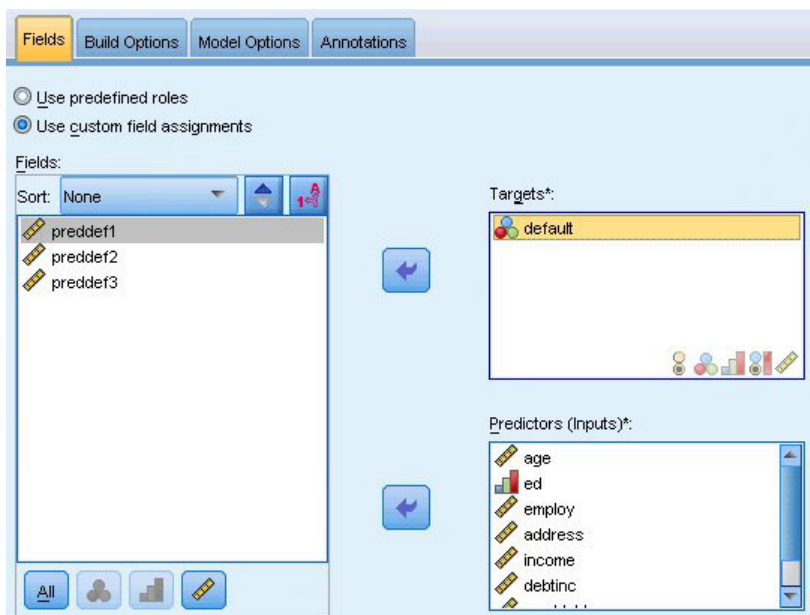 Fields Build Options Model Options Annotations
Use predefined roles
Use custom field assignments
Fields:
Sort: None
preddef1
preddef2
preddef3
All
Targets*:
default
Predictors (Inputs)*:
age
ed
employ
address
income
debtinc